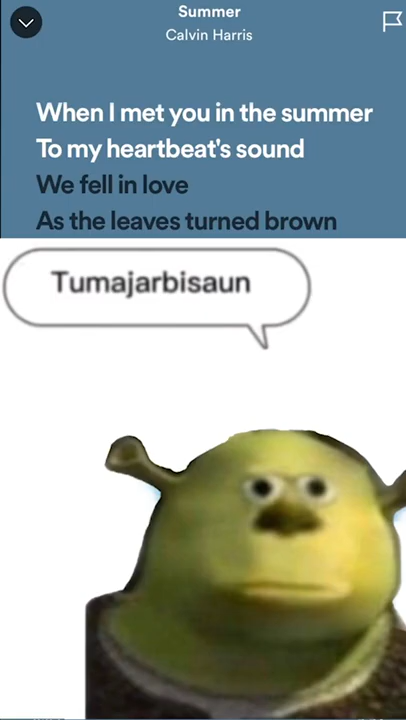 Summer
Calvin Harris
When I met you in the summer
To my heartbeat's sound
We fell in love
As the leaves turned brown
Tumajarbisaun